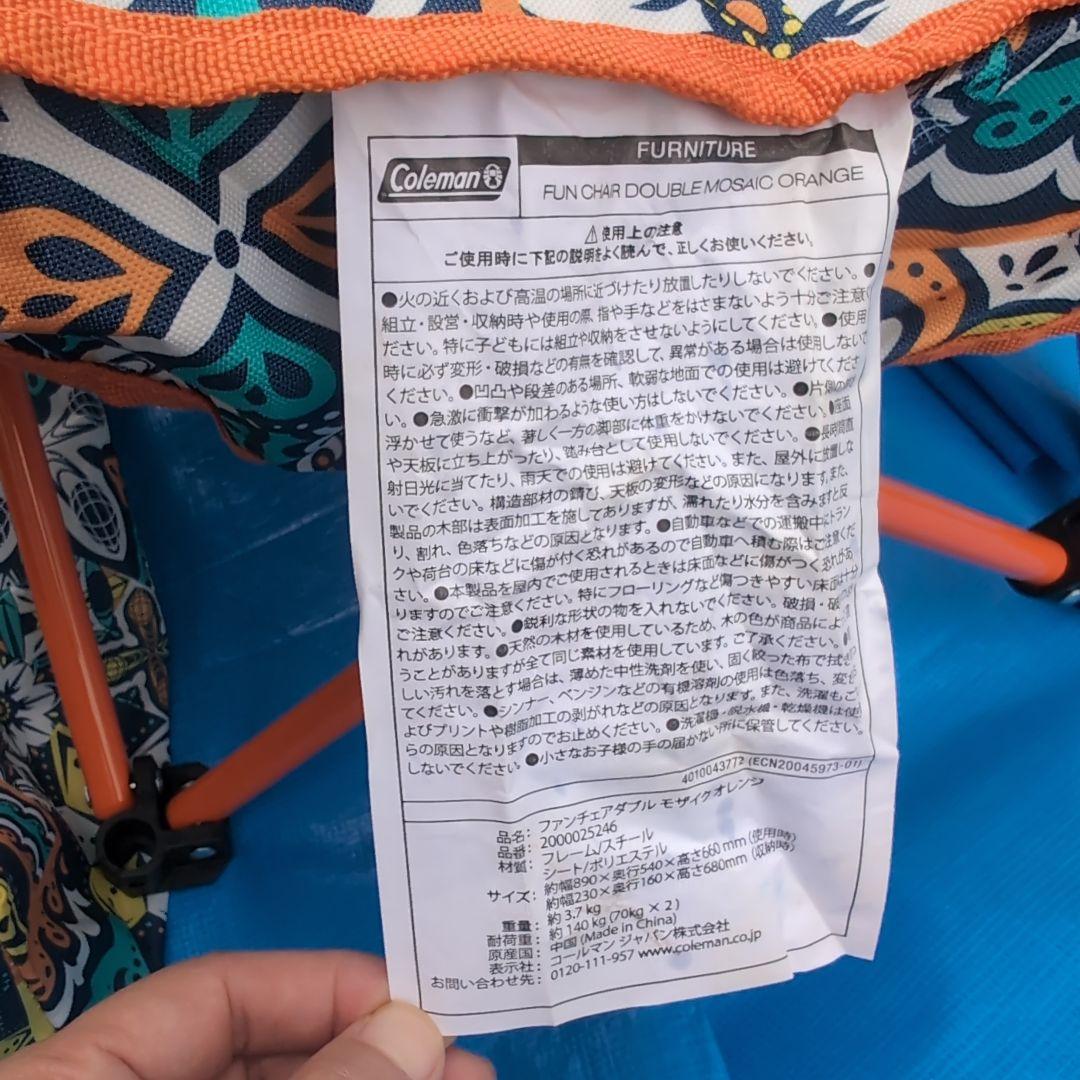 FURNITURE
Coleman
FUN CHAIR DOUBLE MOSAIC ORANGE
⚠使用上の注意
ご使用時に下記の説明をよく読んで、正しくお使いください。
●火の近くおよび高温の場所に近づけたり放置したりしないでください。●
組立・設営・収納時や使用の際、指や手などをはさまないよう十分ご注意く
ださい。特に子どもには組立や収納をさせないようにしてください。●使用
時に必ず変形・破損などの有無を確認して、異常がある場合は使用しないで
ください。●凹凸や段差のある場所、軟弱な地面での使用は避けてくださ
い。●急激に衝撃が加わるような使い方はしないでください。●片側の
浮かせて使うなど、著しく一方の脚部に体重をかけないでください。●座面
や天板に立ち上がったり、踏み台として使用しないでください。●長時間直
射日光に当てたり、雨天での使用は避けてください。また、屋外に放置しな
いでください。構造部材の錆び、天板の変形などの原因になります。また、
製品の木部は表面加工を施してありますが、濡れたり水分を含みますと反
り、割れ、色落ちなどの原因となります。●自動車などでの運搬中にトラン
クや荷台の床などに傷が付く恐れがあるので自動車へ積む際はご注意くだ
さい。●本製品を屋内でご使用されるときは床面などに傷がつく恐れがあ
りますのでご注意ください。特にフローリングなど傷つきやすい床面は十分
ご注意ください。●鋭利な形状の物を入れないでください。破損・破
れがあります。●天然の木材を使用しているため、木の色が商品によ
うことがありますが全て同じ素材を使用しています。ご了承ください。
しい汚れを落とす場合は、薄めた中性洗剤を使い、固く絞った布で拭き
てください。●シンナー、ベンジンなどの有機溶剤の使用は色落ち、変色
よびプリントや樹脂加工の剥がれなどの原因となります。また、洗濯もこ
らの原因となりますのでお止めください。●洗濯機・脱水機・乾燥機は使
しないでください。●小さなお子様の手の届かない所に保管してください。
4010043772 (ECN20045973-01)
品名: ファンチェアダブル モザイクオレンジ
品番: 2000025246
材質: フレーム/スチール
シート/ポリエステル
サイズ: 約幅890×奥行540×高さ660mm(使用時)
約幅230×奥行160×高さ680mm(収納時)
重量: 約3.7kg
耐荷重: 約140kg(70kg×2)
原産国: 中国(Made in China)
表示社: コールマン ジャパン株式会社
お問い合わせ先: 0120-111-957 www.coleman.co.jp